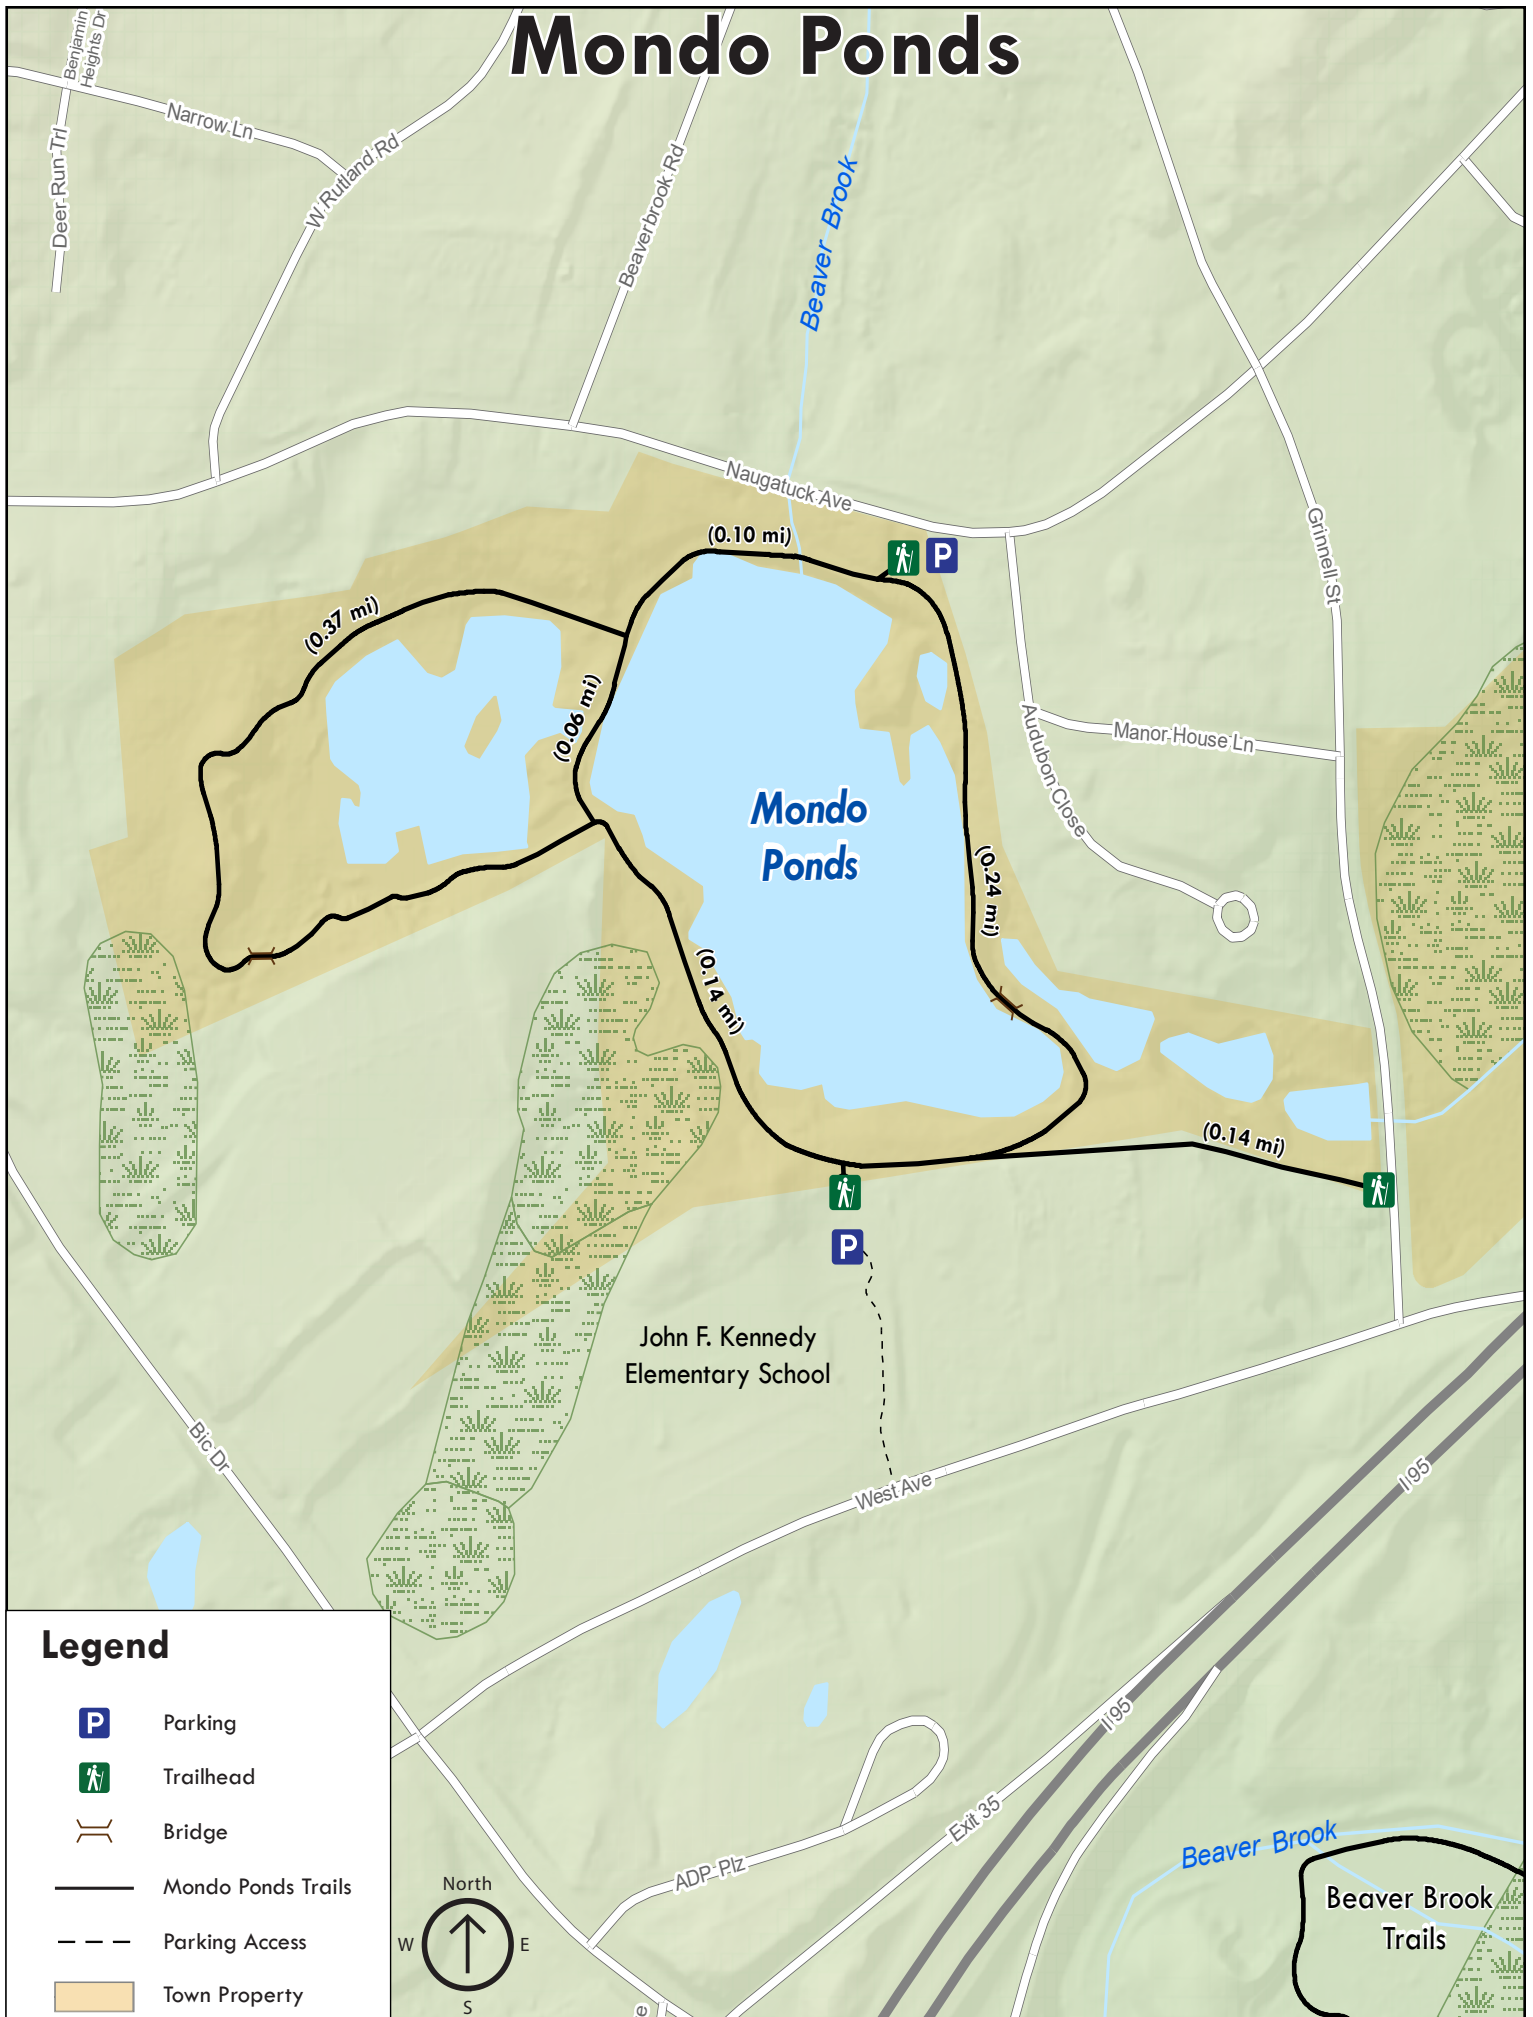 Mondo Ponds
Benjamin
Heights Dr
Narrow Ln
Deer Run Trl
W Rutland Rd
Beaverbrook Rd
Beaver Brook
Naugatuck Ave
Grinnell St
(0.10 mi)
P
(0.37 mi)
(0.06 mi)
Audubon Close
Manor House Ln
Mondo
Ponds
(0.24 mi)
(0.14 mi)
(0.14 mi)
P
John F. Kennedy
Elementary School
Bic Dr
West Ave
I 95
I 95
Exit 35
ADP Plz
Beaver Brook
Beaver Brook
Trails
Legend
P Parking
Trailhead
Bridge
Mondo Ponds Trails
Parking Access
Town Property
North
W E
S